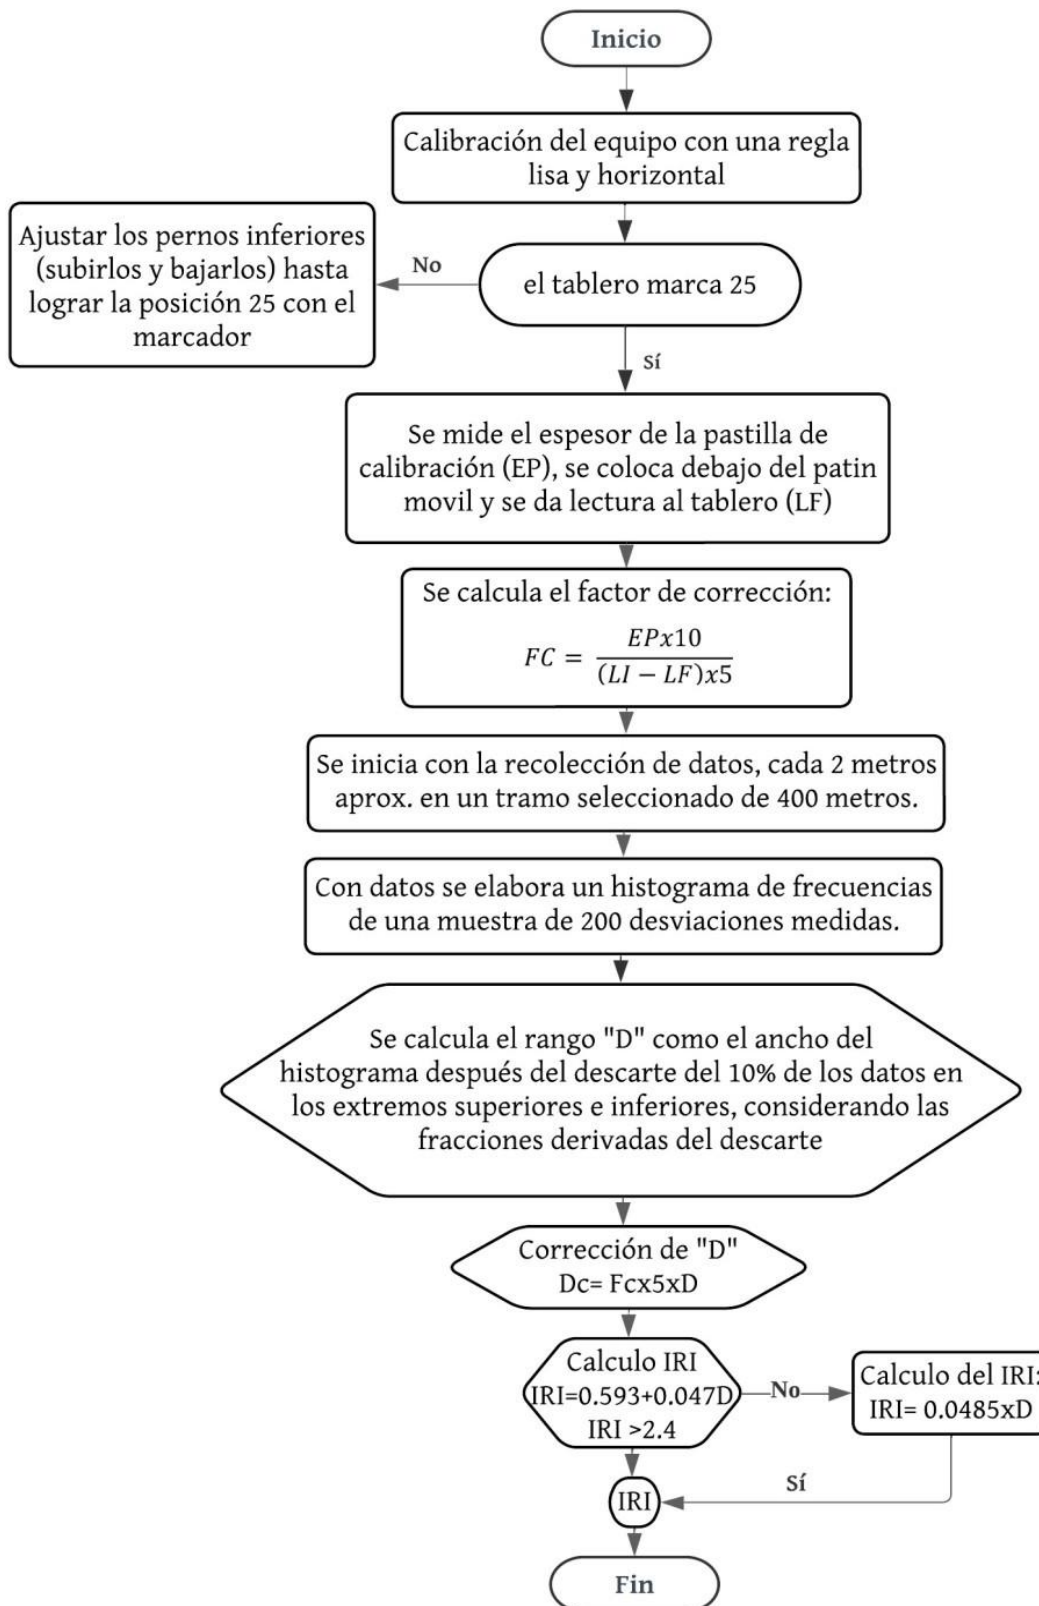 Inicio
Calibración del equipo con una regla
lisa y horizontal
Ajustar los pernos inferiores
(subirlos y bajarlos) hasta
lograr la posición 25 con el
marcador
No
el tablero marca 25
Sí
Se mide el espesor de la pastilla de
calibración (EP), se coloca debajo del patin
movil y se da lectura al tablero (LF)
Se calcula el factor de corrección:
FC = EPx10 / (LI − LF)x5
Se inicia con la recolección de datos, cada 2 metros
aprox. en un tramo seleccionado de 400 metros.
Con datos se elabora un histograma de frecuencias
de una muestra de 200 desviaciones medidas.
Se calcula el rango "D" como el ancho del
histograma después del descarte del 10% de los datos en
los extremos superiores e inferiores, considerando las
fracciones derivadas del descarte
Corrección de "D"
Dc= Fcx5xD
Calculo IRI
IRI=0.593+0.047D
IRI >2.4
No
Calculo del IRI:
IRI= 0.0485xD
Sí
IRI
Fin